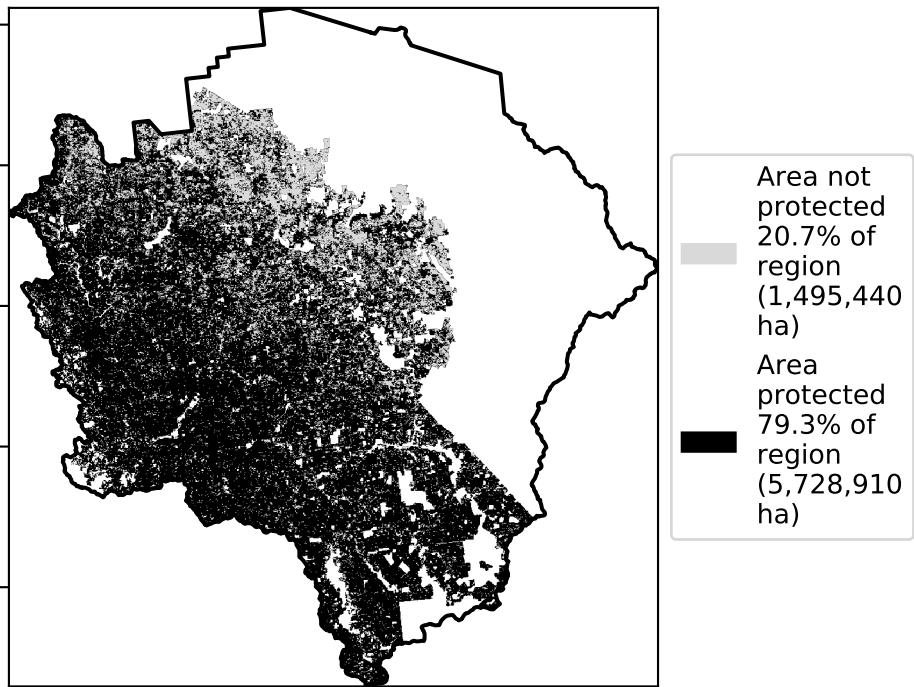 Area not
protected
20.7% of
region
(1,495,440
ha)
Area
protected
79.3% of
region
(5,728,910
ha)